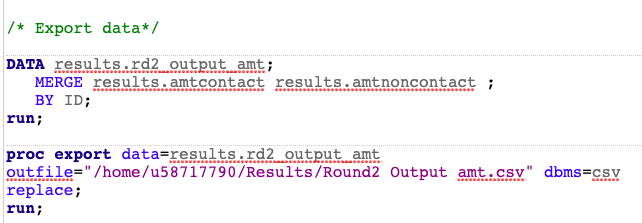 /* Export data*/
DATA results.rd2_output_amt;
MERGE results.amtcontact results.amtnoncontact ;
BY ID;
run;
proc export data=results.rd2_output_amt
outfile="/home/u58717790/Results/Round2 Output amt.csv" dbms=csv
replace;
run;